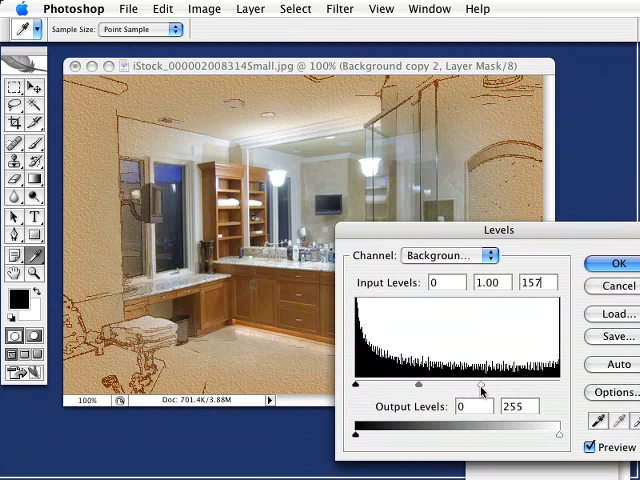 Photoshop File Edit Image Layer Select Filter View Window Help
Sample Size: Point Sample
iStock_000002008314Small.jpg @ 100% (Background copy 2, Layer Mask/8)
T
Levels
Channel: Backgroun...
OK
Input Levels: 0 1.00 157
Cancel
Load...
Save...
Auto
Options...
100% Doc: 701.4K/3.88M
Output Levels: 0 255
Preview